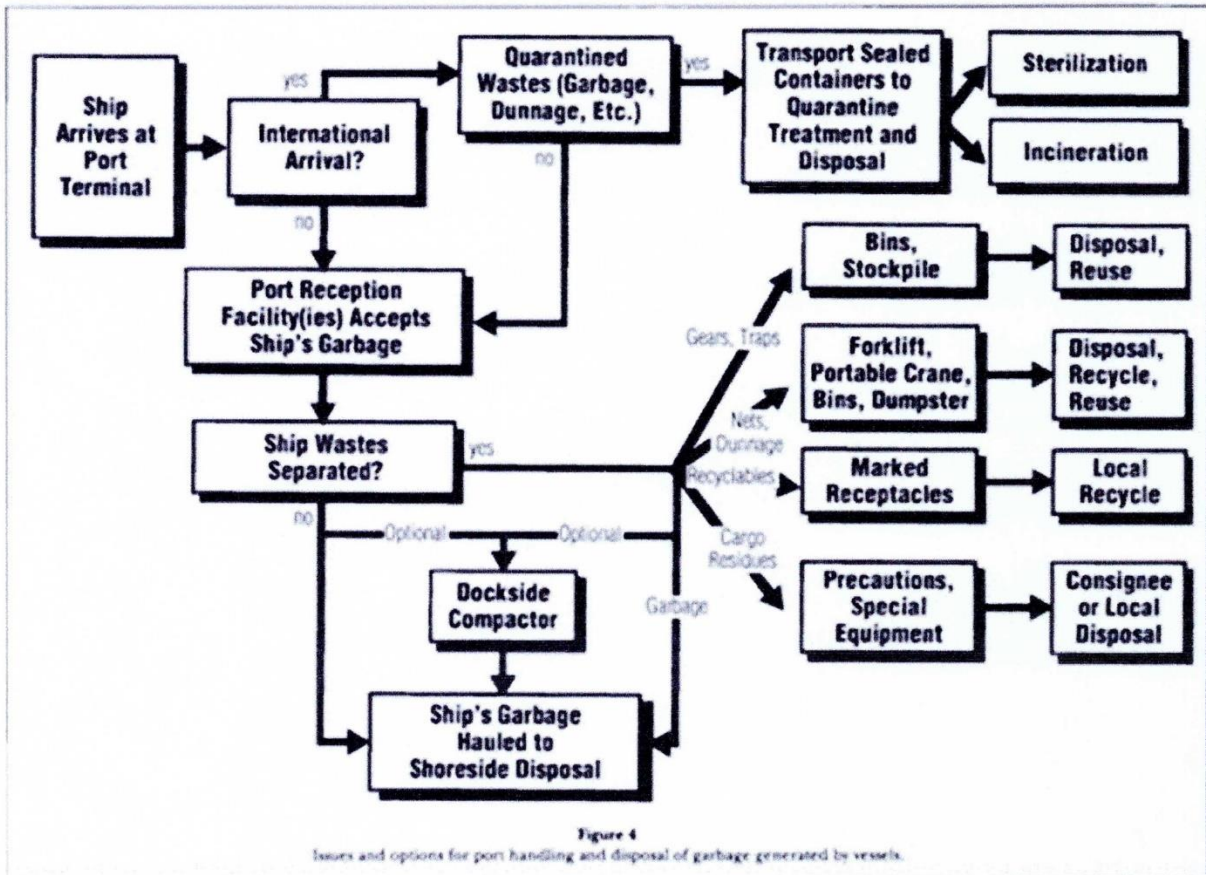 Ship
Arrives at
Port
Terminal
yes
International
Arrival?
no
Quarantined
Wastes (Garbage,
Dunnage, Etc.)
yes
no
Transport Sealed
Containers to
Quarantine
Treatment and
Disposal
Sterilization
Incineration
Port Reception
Facility(ies) Accepts
Ship's Garbage
Ship Wastes
Separated?
yes
no
Optional
Optional
Dockside
Compactor
Garbage
Ship's Garbage
Hauled to
Shoreside Disposal
Gears, Traps
Bins,
Stockpile
Disposal,
Reuse
Nets,
Dunnage
Forklift,
Portable Crane,
Bins, Dumpster
Disposal,
Recycle,
Reuse
Recyclables
Marked
Receptacles
Local
Recycle
Cargo
Residues
Precautions,
Special
Equipment
Consignee
or Local
Disposal
Figure 4
Issues and options for port handling and disposal of garbage generated by vessels.